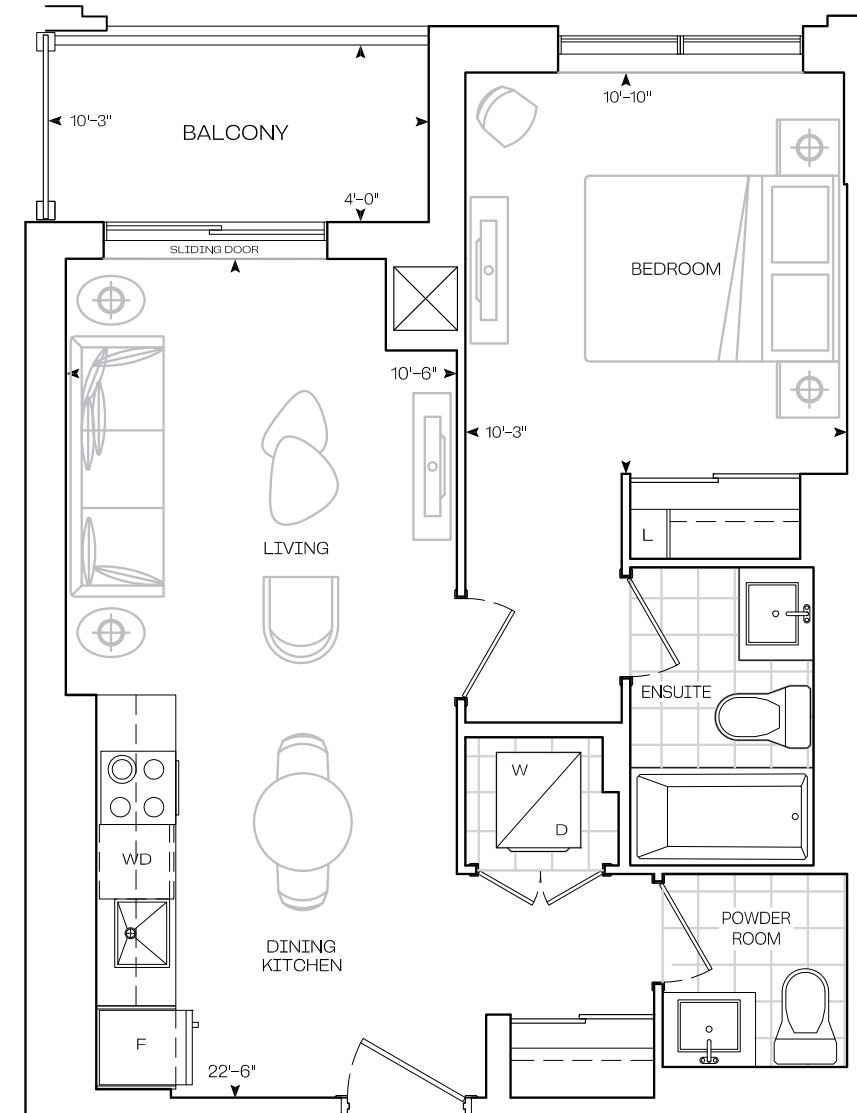 10'-3"
BALCONY
4'-0"
SLIDING DOOR
10'-10"
BEDROOM
10'-6"
10'-3"
LIVING
L
ENSUITE
W
D
WD
DINING
KITCHEN
POWDER
ROOM
F
22'-6"